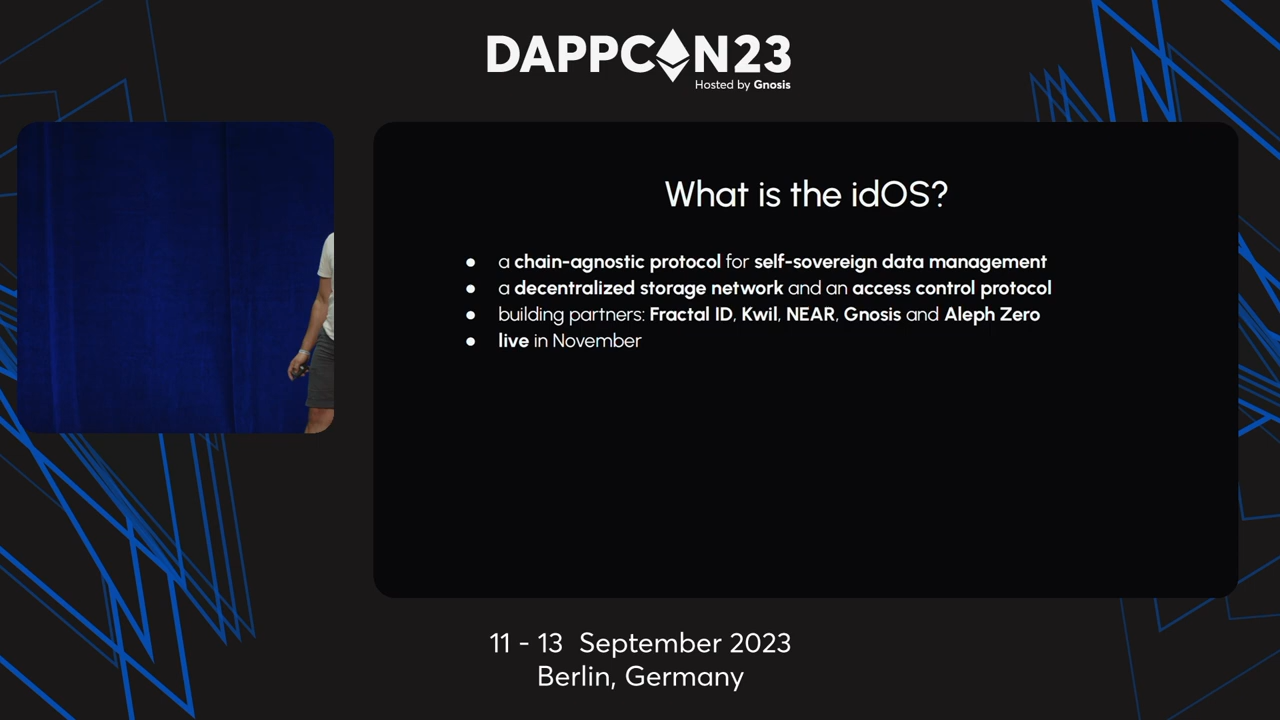 DAPPCON23
Hosted by Gnosis
What is the idOS?
● a chain-agnostic protocol for self-sovereign data management
● a decentralized storage network and an access control protocol
● building partners: Fractal ID, Kwil, NEAR, Gnosis and Aleph Zero
● live in November
11 - 13 September 2023
Berlin, Germany